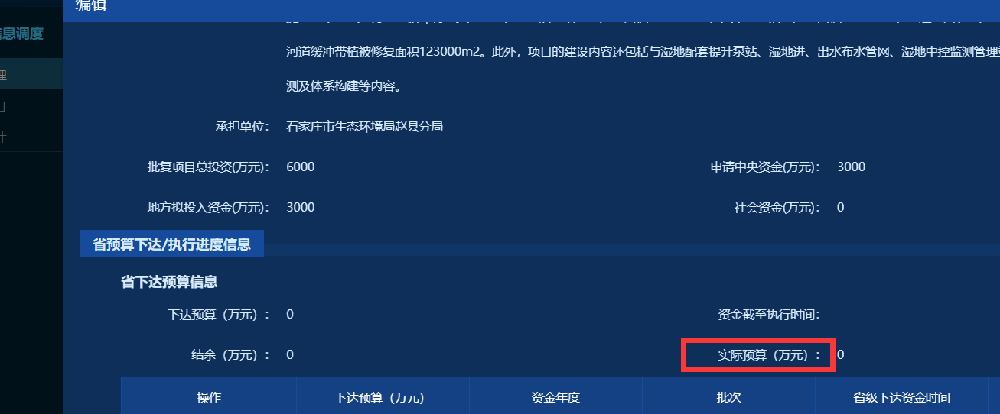 编辑
信息调度
理
目
计
河道缓冲带植被修复面积123000m2。此外，项目的建设内容还包括与湿地配套提升泵站、湿地进、出水布水管网、湿地中控监测管理
测及体系构建等内容。
承担单位： 石家庄市生态环境局赵县分局
批复项目总投资(万元)： 6000 申请中央资金(万元)： 3000
地方拟投入资金(万元)： 3000 社会资金(万元)： 0
省预算下达/执行进度信息
省下达预算信息
下达预算（万元）： 0 资金截至执行时间：
结余（万元）： 0 实际预算（万元）： 0
操作 下达预算（万元） 资金年度 批次 省级下达资金时间